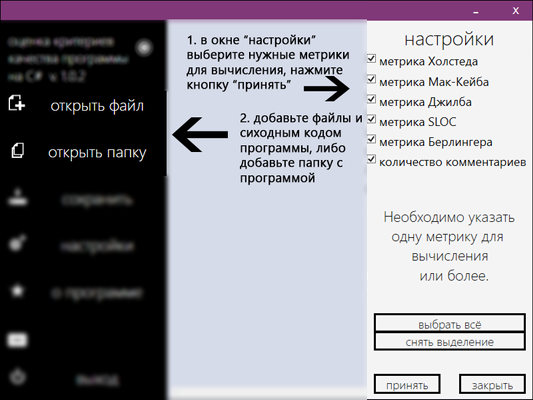 оценка критериев
качества программы
на C# v. 1.0.2
открыть файл
открыть папку
сохранить
настройки
о программе
выход
1. в окне “настройки”
выберите нужные метрики
для вычисления, нажмите
кнопку “принять”
2. добавьте файлы и
сиходным кодом
программы, либо
добавьте папку с
программой
настройки
метрика Холстеда
метрика Мак-Кейба
метрика Джилба
метрика SLOC
метрика Берлингера
количество комментариев
Необходимо указать
одну метрику для
вычисления
или более.
выбрать всё
снять выделение
принять
закрыть